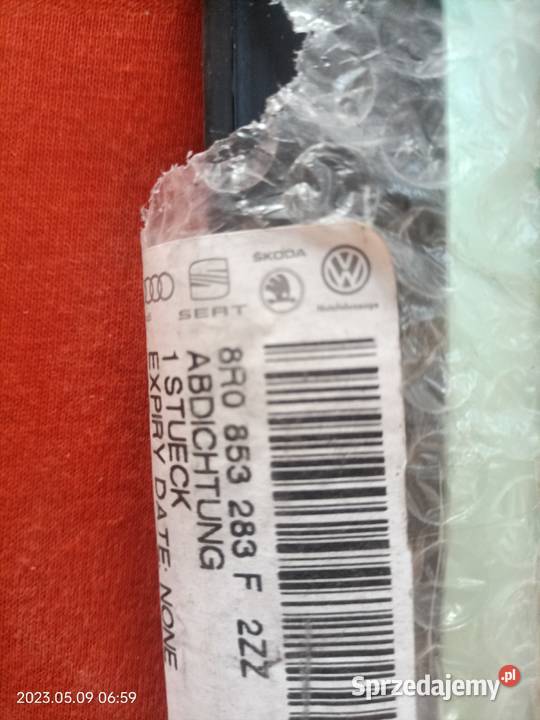 ŠKODA
SEAT
8R0 853 283 F 2ZZ
ABDICHTUNG
1 STUECK
EXPIRY DATE: NONE
2023.05.09 06:59
Sprzedajemy.pl